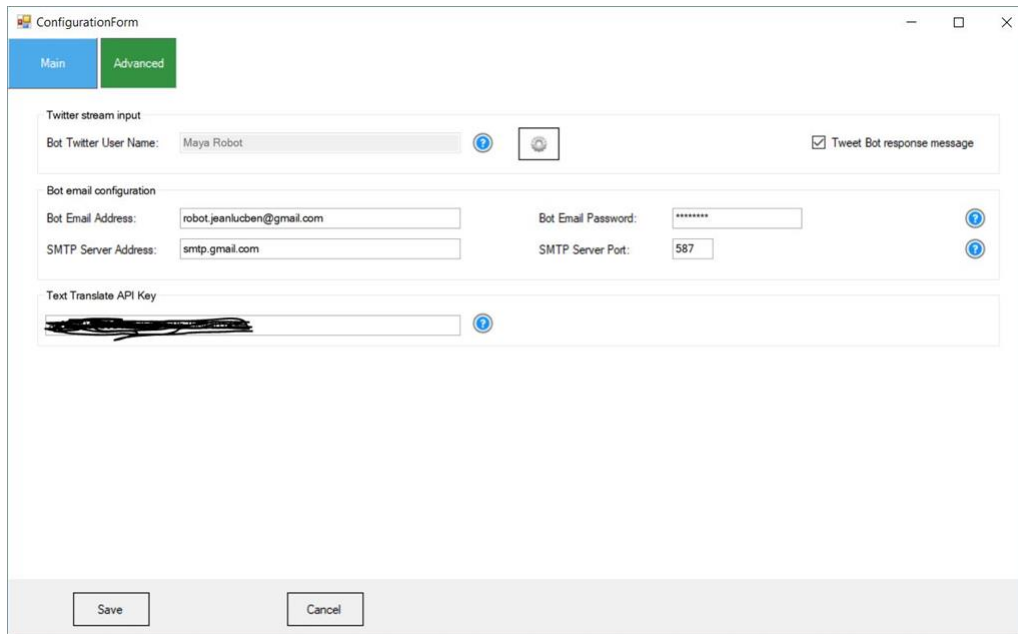 ConfigurationForm
Main Advanced
Twitter stream input
Bot Twitter User Name: Maya Robot ? Tweet Bot response message
Bot email configuration
Bot Email Address: robot.jeanlucben@gmail.com Bot Email Password: ******** ?
SMTP Server Address: smtp.gmail.com SMTP Server Port: 587 ?
Text Translate API Key
?
Save Cancel